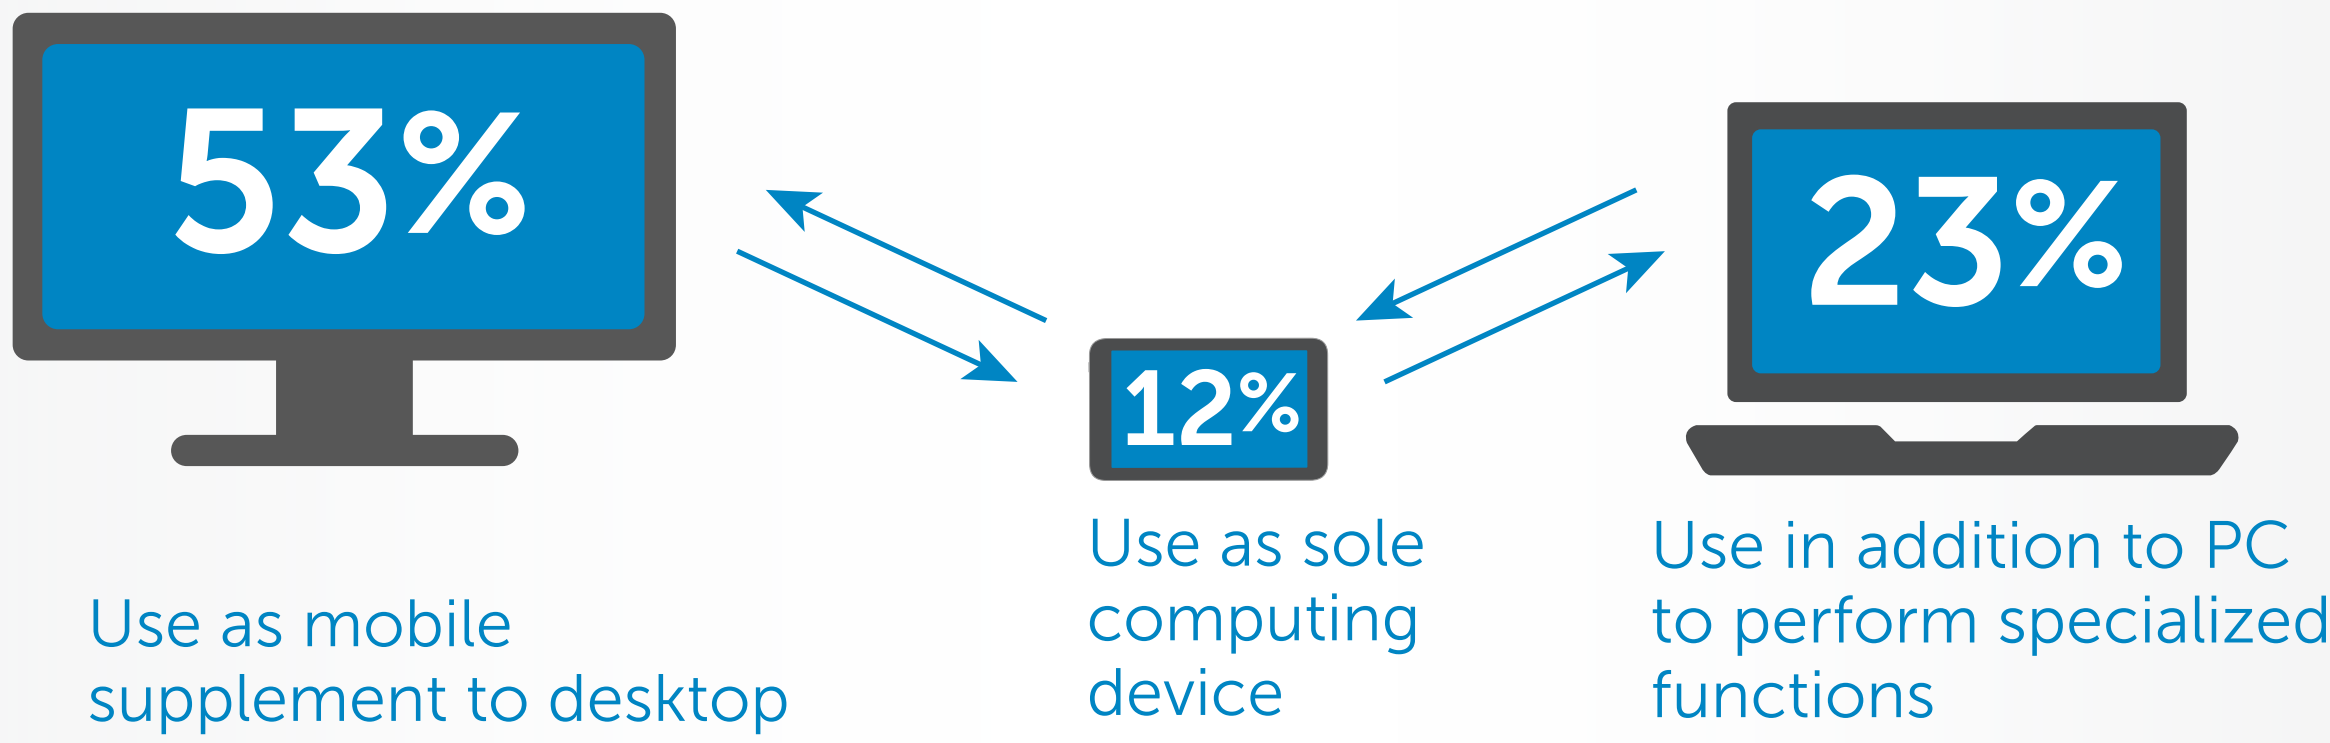 53%
Use as mobile
supplement to desktop
12%
Use as sole
computing
device
23%
Use in addition to PC
to perform specialized
functions